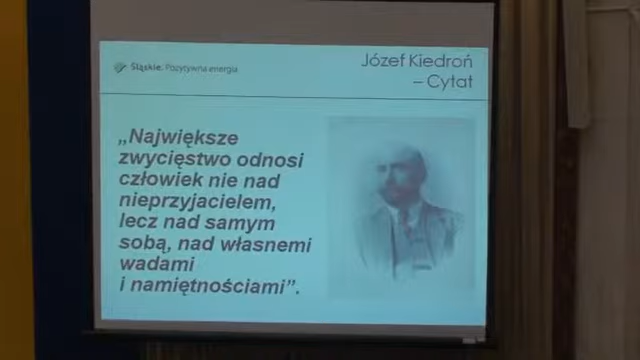 Śląskie. Pozytywna energia
Józef Kiedroń
– Cytat
„Największe
zwycięstwo odnosi
człowiek nie nad
nieprzyjacielem,
lecz nad samym
sobą, nad własnemi
wadami
i namiętnościami”.